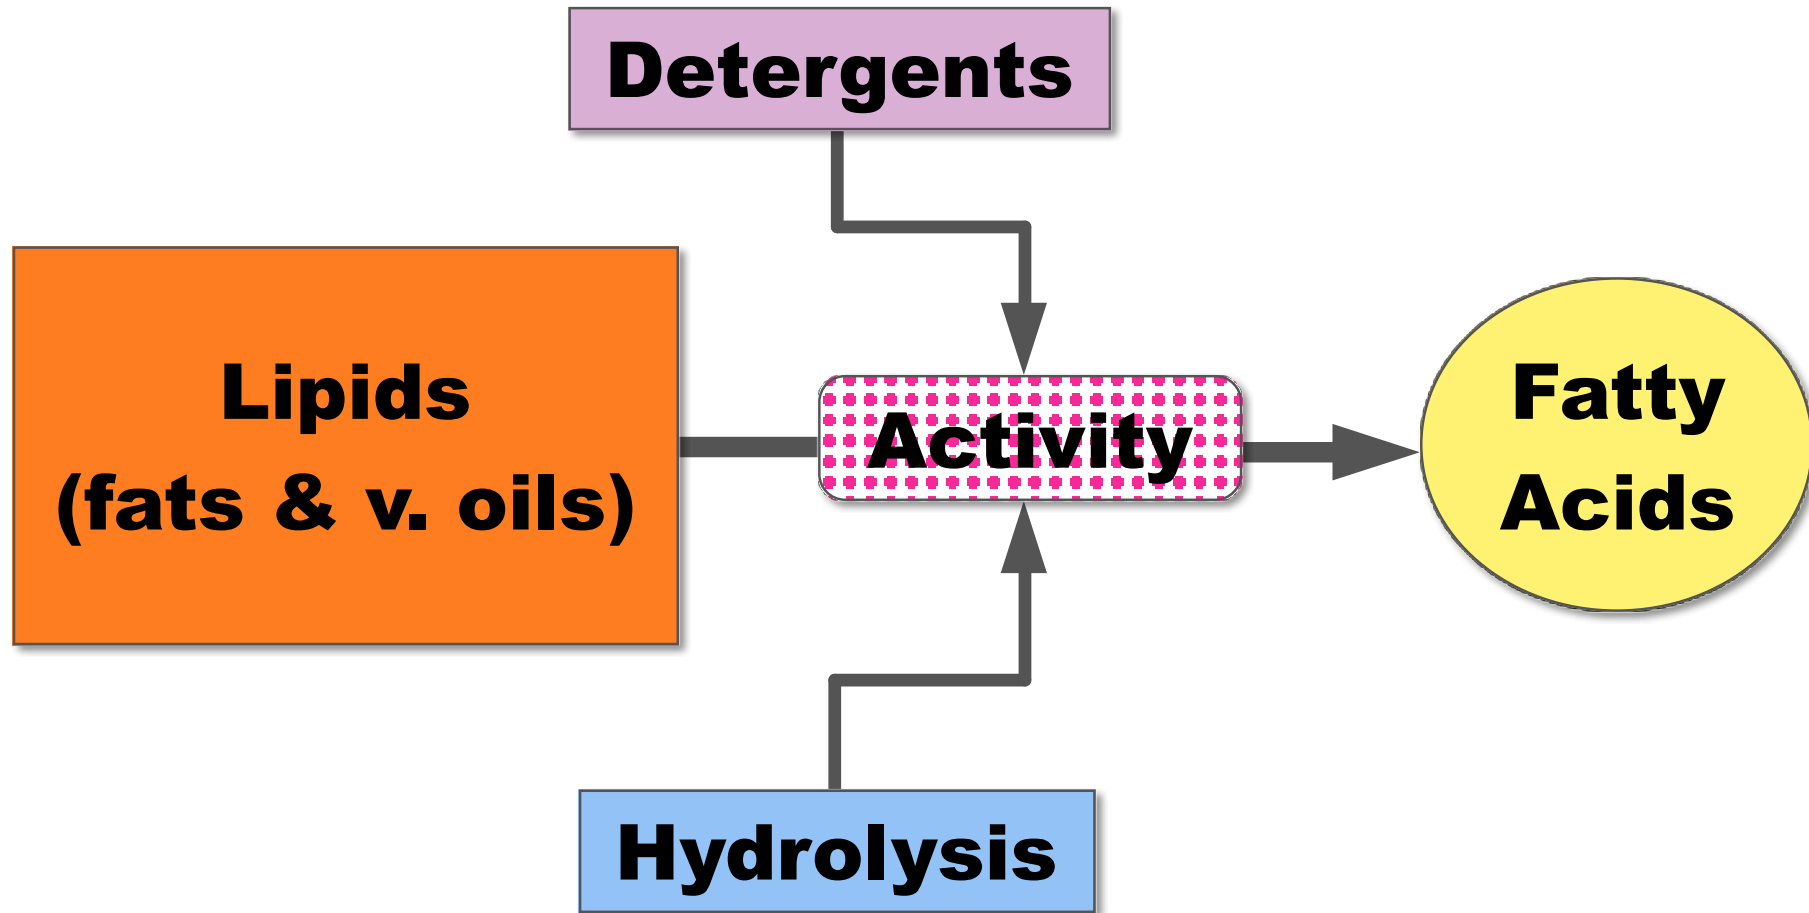 Detergents
Lipids
(fats & v. oils)
Activity
Fatty
Acids
Hydrolysis